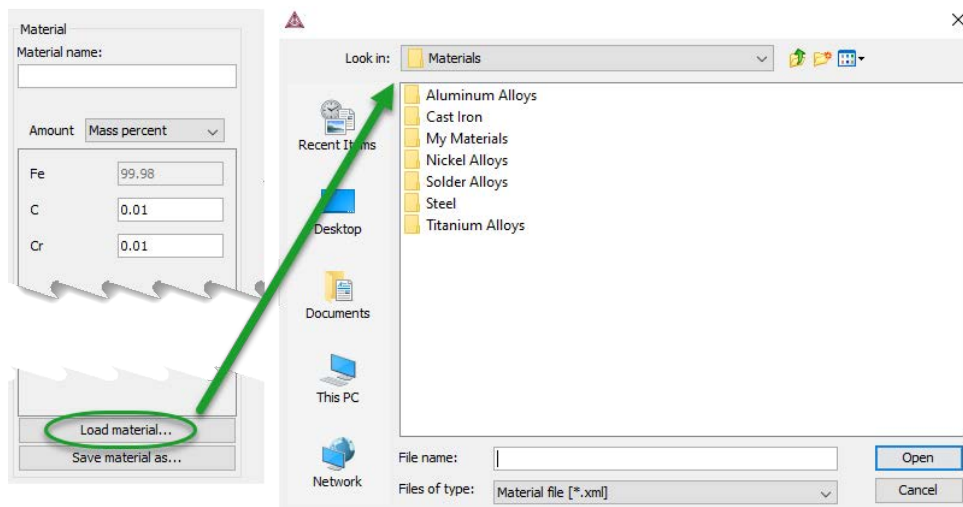 Material
Material name:
Amount Mass percent
Fe 99.98
C 0.01
Cr 0.01
Load material...
Save material as...
Look in: Materials
Recent Items
Desktop
Documents
This PC
Network
Aluminum Alloys
Cast Iron
My Materials
Nickel Alloys
Solder Alloys
Steel
Titanium Alloys
File name:
Open
Files of type: Material file [*.xml]
Cancel